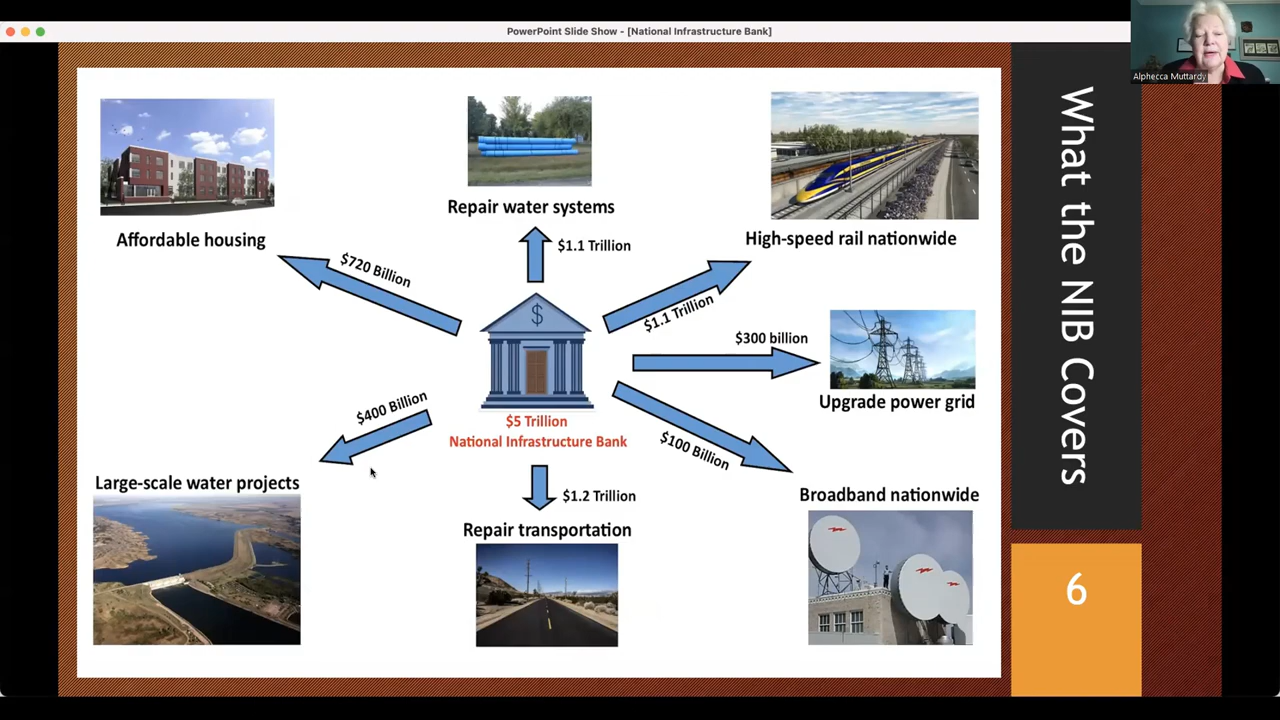 PowerPoint Slide Show - [National Infrastructure Bank]
Alphecca Muttardy
Affordable housing
$720 Billion
Repair water systems
$1.1 Trillion
High-speed rail nationwide
$1.1 Trillion
$300 billion
Upgrade power grid
$
$5 Trillion
National Infrastructure Bank
$400 Billion
Large-scale water projects
$1.2 Trillion
Repair transportation
$100 Billion
Broadband nationwide
What the NIB Covers
6